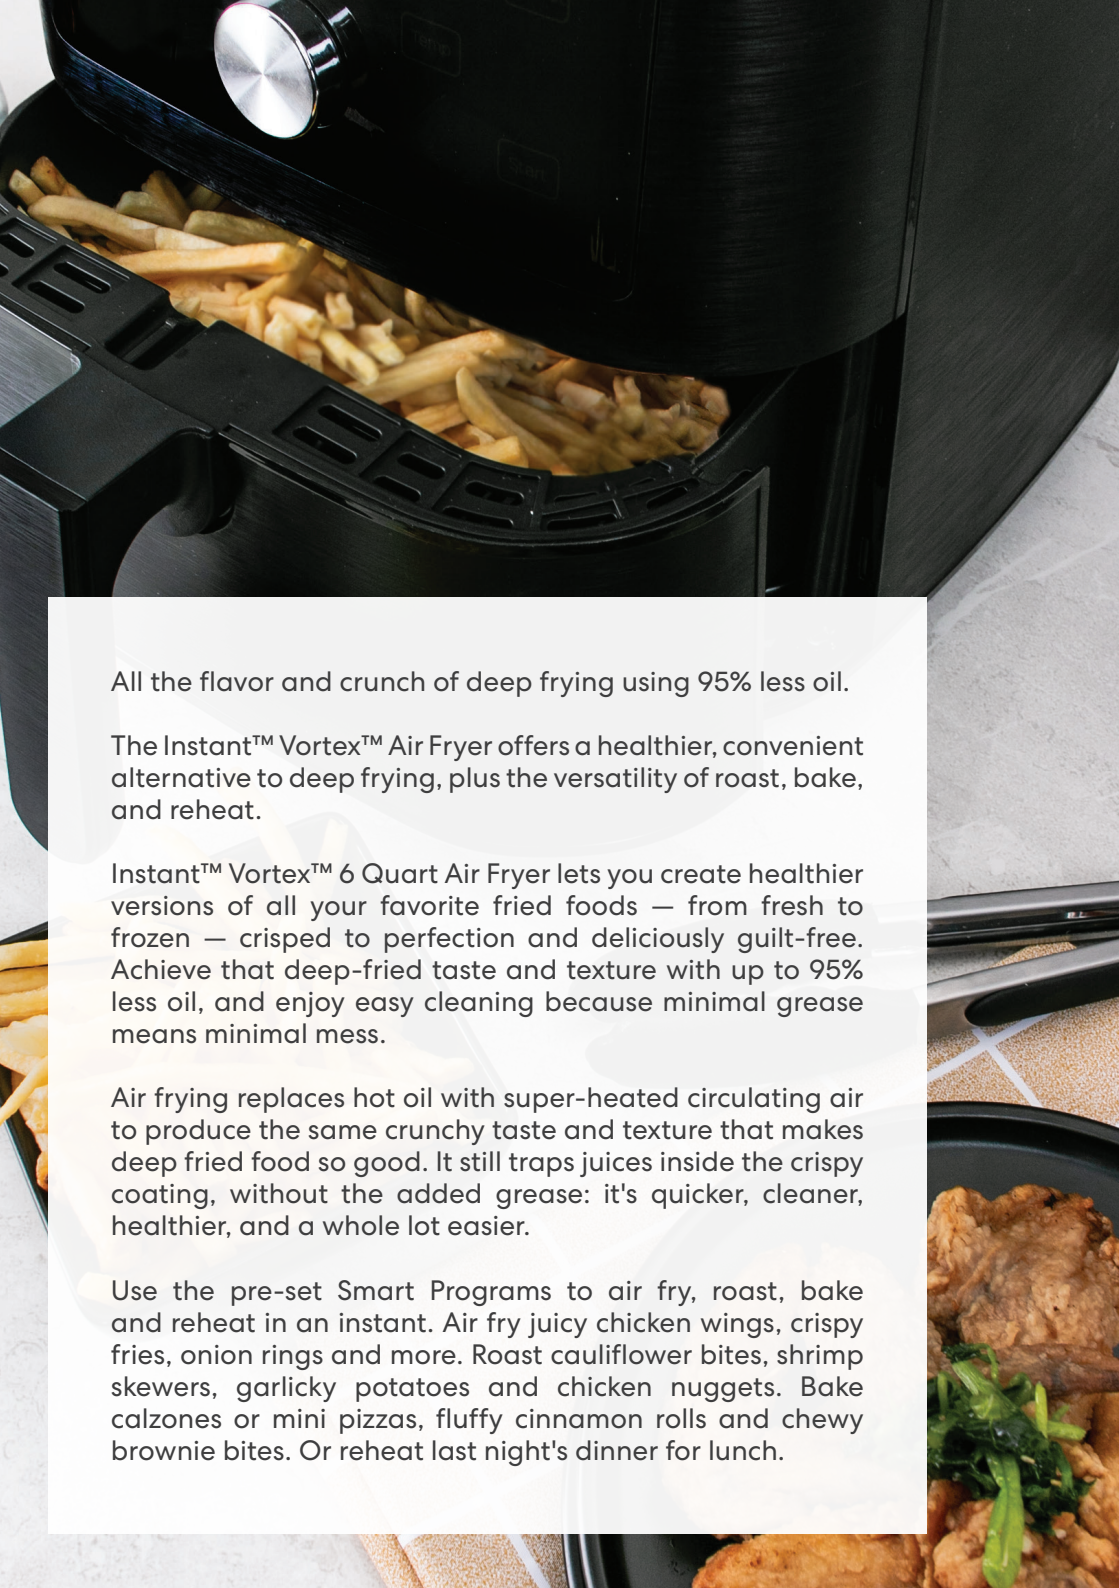 Temp
Start
All the flavor and crunch of deep frying using 95% less oil.
The Instant™ Vortex™ Air Fryer offers a healthier, convenient
alternative to deep frying, plus the versatility of roast, bake,
and reheat.
Instant™ Vortex™ 6 Quart Air Fryer lets you create healthier
versions of all your favorite fried foods — from fresh to
frozen — crisped to perfection and deliciously guilt-free.
Achieve that deep-fried taste and texture with up to 95%
less oil, and enjoy easy cleaning because minimal grease
means minimal mess.
Air frying replaces hot oil with super-heated circulating air
to produce the same crunchy taste and texture that makes
deep fried food so good. It still traps juices inside the crispy
coating, without the added grease: it's quicker, cleaner,
healthier, and a whole lot easier.
Use the pre-set Smart Programs to air fry, roast, bake
and reheat in an instant. Air fry juicy chicken wings, crispy
fries, onion rings and more. Roast cauliflower bites, shrimp
skewers, garlicky potatoes and chicken nuggets. Bake
calzones or mini pizzas, fluffy cinnamon rolls and chewy
brownie bites. Or reheat last night's dinner for lunch.